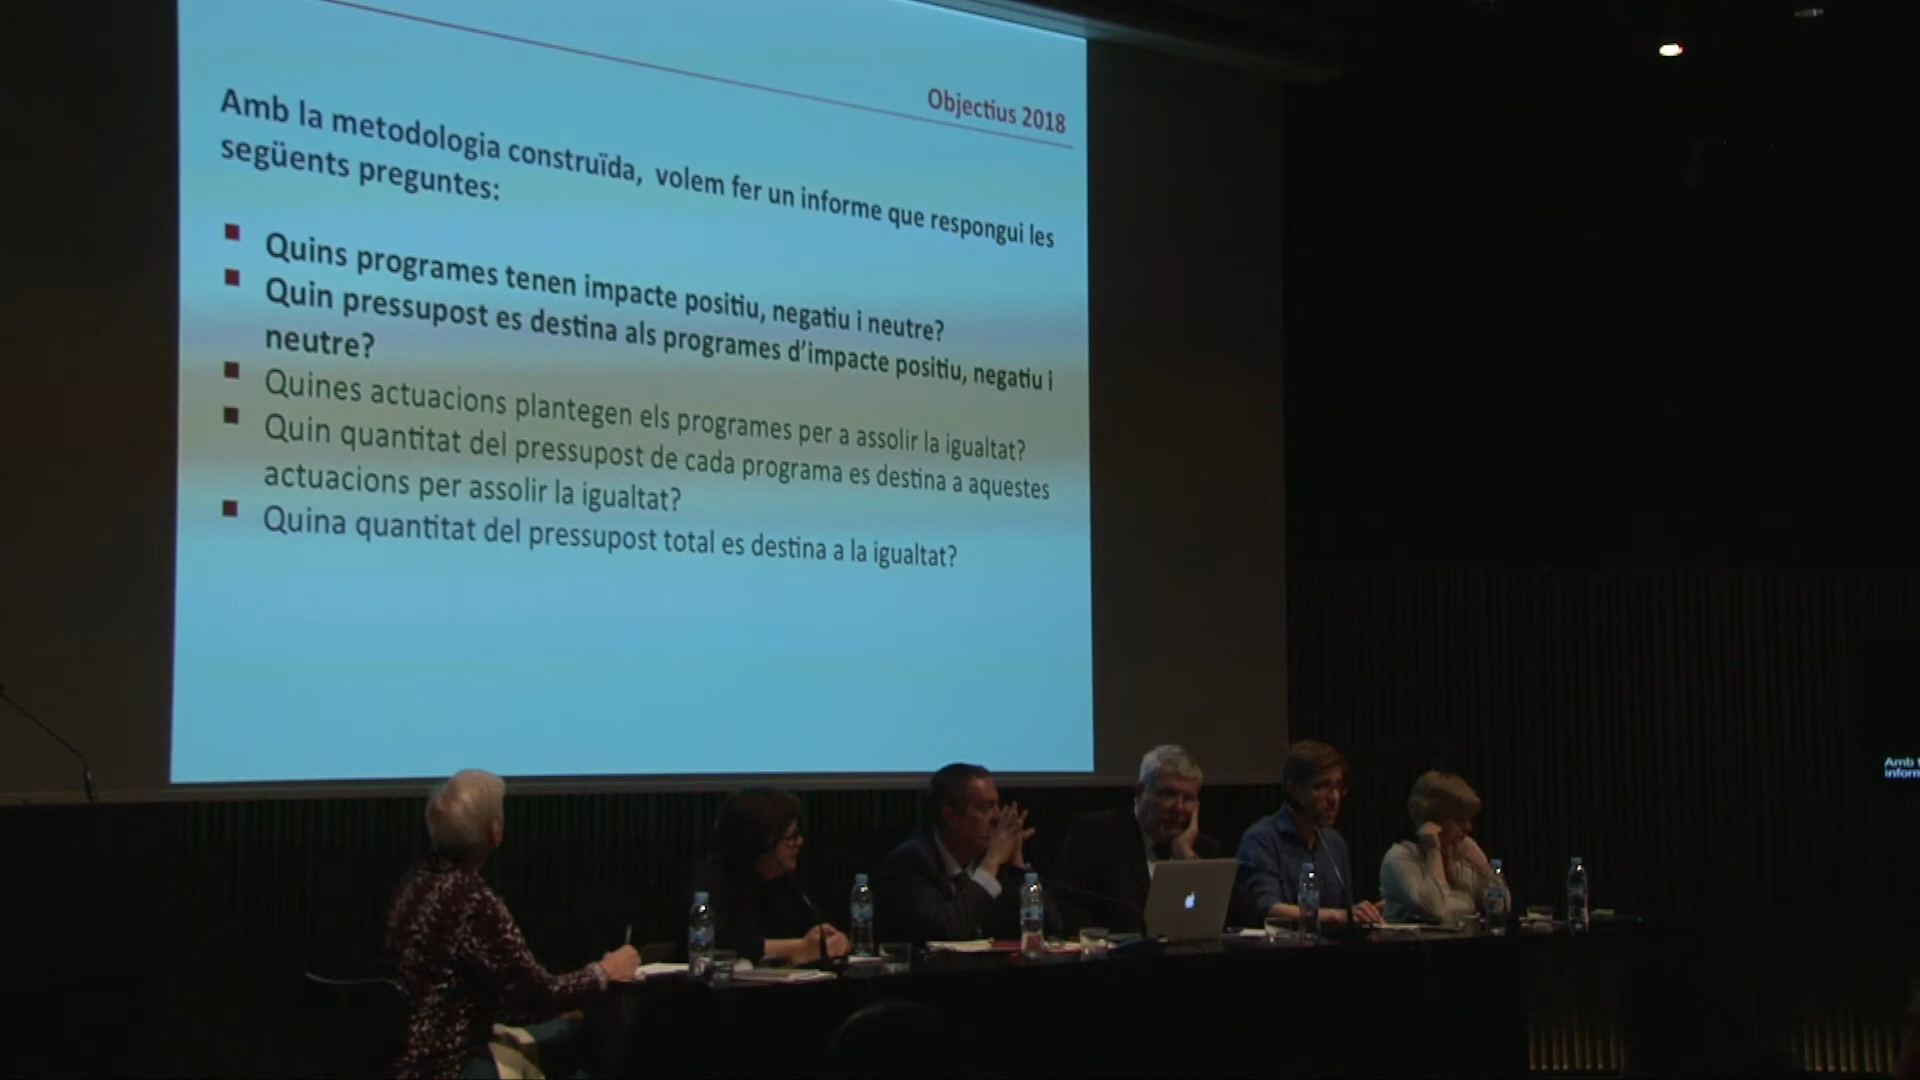 Objectius 2018
Amb la metodologia construïda, volem fer un informe que respongui les
següents preguntes:
Quins programes tenen impacte positiu, negatiu i neutre?
Quin pressupost es destina als programes d'impacte positiu, negatiu i
neutre?
Quines actuacions plantegen els programes per a assolir la igualtat?
Quin quantitat del pressupost de cada programa es destina a aquestes
actuacions per assolir la igualtat?
Quina quantitat del pressupost total es destina a la igualtat?
Amb